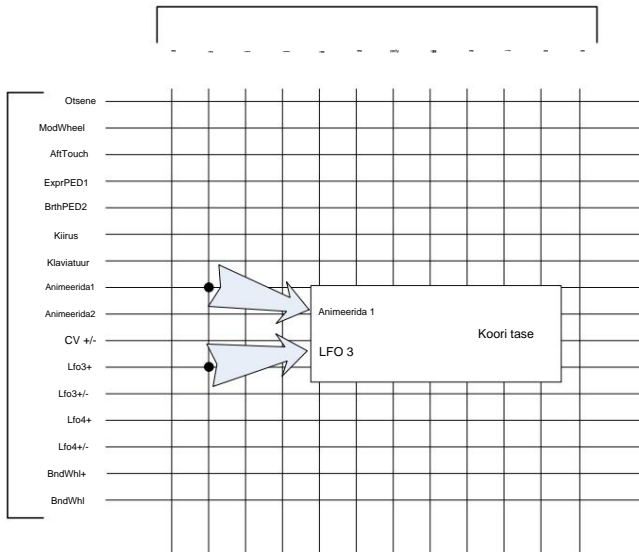 Otsene
ModWheel
AftTouch
ExprPED1
BrthPED2
Kiirus
Klaviatuur
Animeerida1
Animeerida2
CV +/-
Lfo3+
Lfo3+/-
Lfo4+
Lfo4+/-
BndWhl+
BndWhl
Animeerida 1
Koori tase
LFO 3